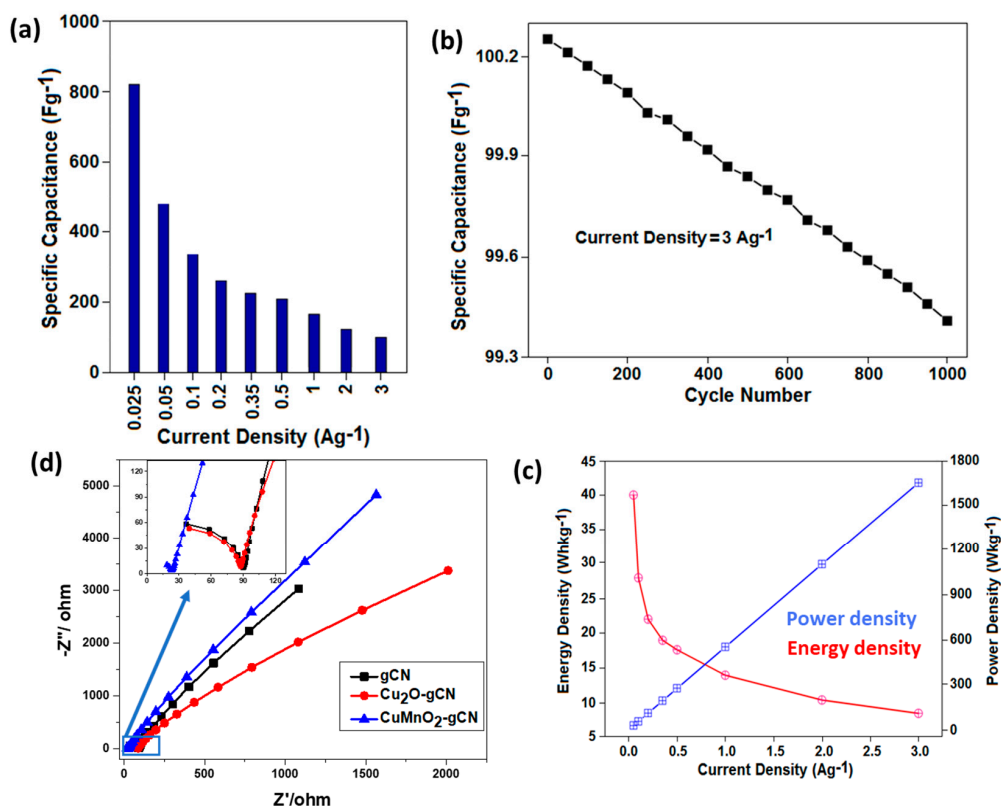 (a)
Specific Capacitance (Fg-1)
1000
800
600
400
200
0
0.025
0.05
0.1
0.2
0.35
0.5
1
2
3
Current Density (Ag-1)
(b)
Specific Capacitance (Fg-1)
100.2
99.9
99.6
99.3
Current Density = 3 Ag-1
0 200 400 600 800 1000
Cycle Number
(d)
-Z''/ ohm
5000
4000
3000
2000
1000
0
120
90
60
30
0
0 30 60 90 120
gCN
Cu2O-gCN
CuMnO2-gCN
0 500 1000 1500 2000
Z'/ohm
(c)
Energy Density (Whkg-1)
45
40
35
30
25
20
15
10
5
Power density
Energy density
1800
1500
1200
900
600
300
0
Power Density (Wkg-1)
0.0 0.5 1.0 1.5 2.0 2.5 3.0
Current Density (Ag-1)